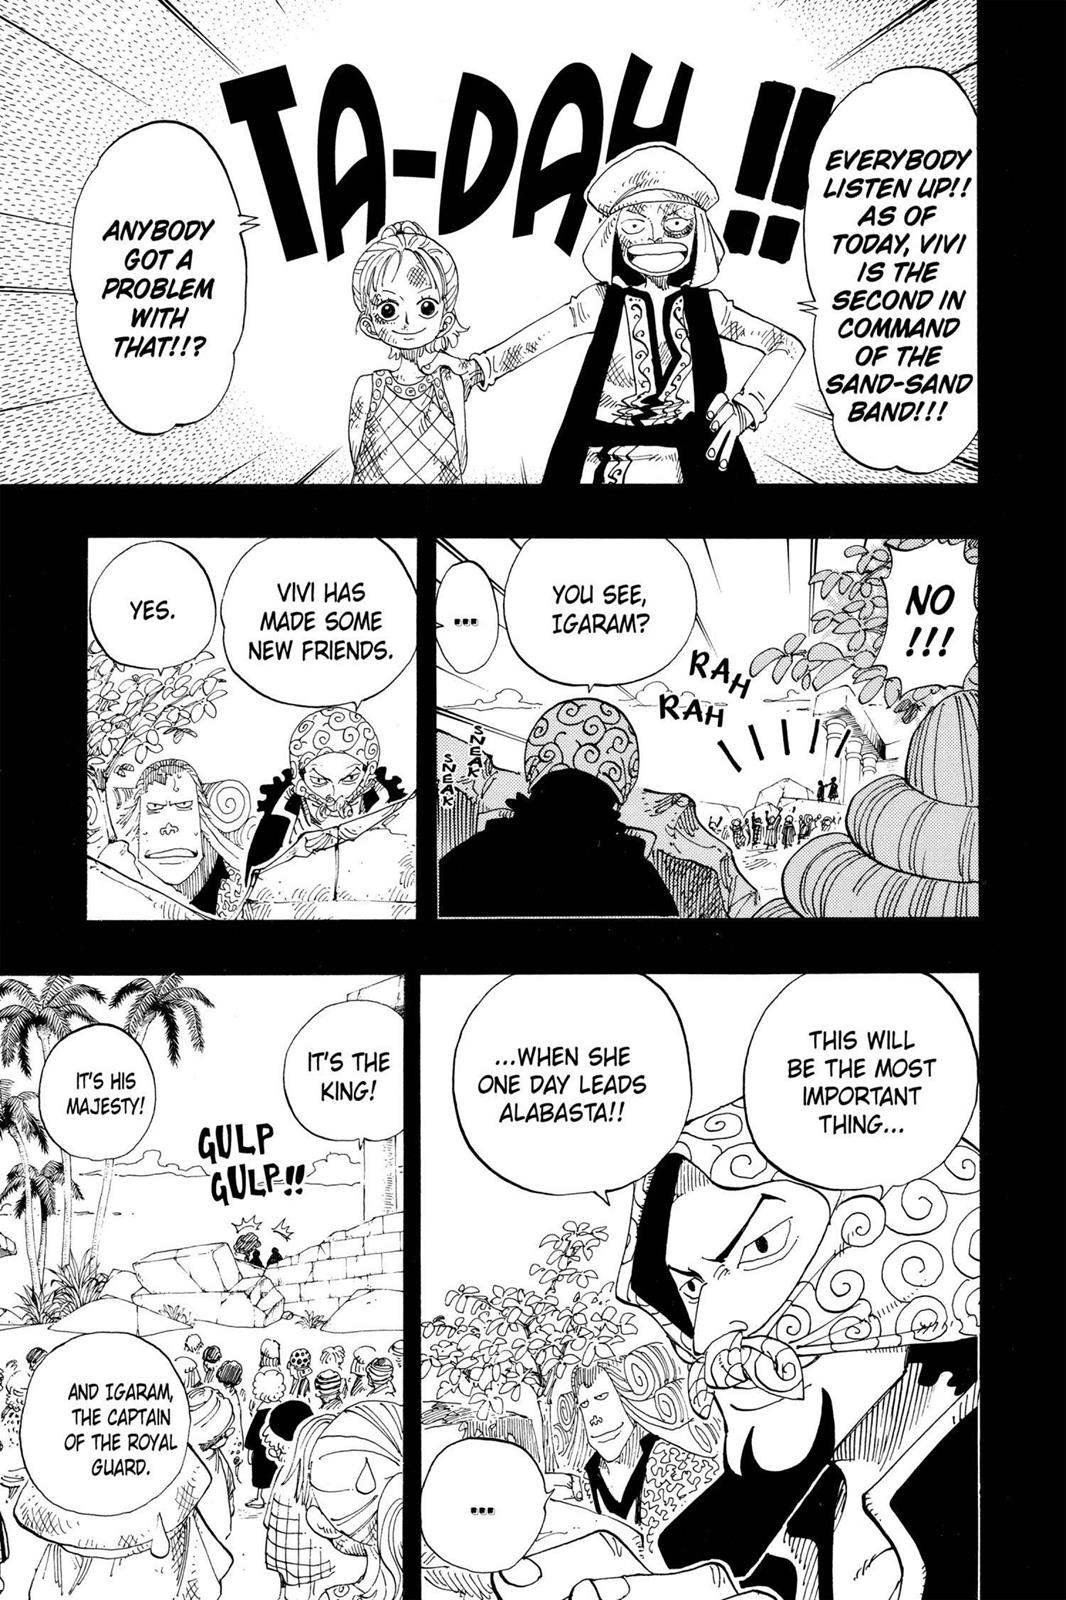 TA-DAH!!
EVERYBODY
LISTEN UP!!
AS OF
TODAY, VIVI
IS THE
SECOND IN
COMMAND
OF THE
SAND-SAND
BAND!!!
ANYBODY
GOT A
PROBLEM
WITH
THAT!!?
NO
!!!
RAH
RAH
YOU SEE,
IGARAM?
...
SNEAK
SNEAK
VIVI HAS
MADE SOME
NEW FRIENDS.
YES.
THIS WILL
BE THE MOST
IMPORTANT
THING...
...WHEN SHE
ONE DAY LEADS
ALABASTA!!
...
IT'S THE
KING!
IT'S HIS
MAJESTY!
GULP
GULP!!
AND IGARAM,
THE CAPTAIN
OF THE ROYAL
GUARD.